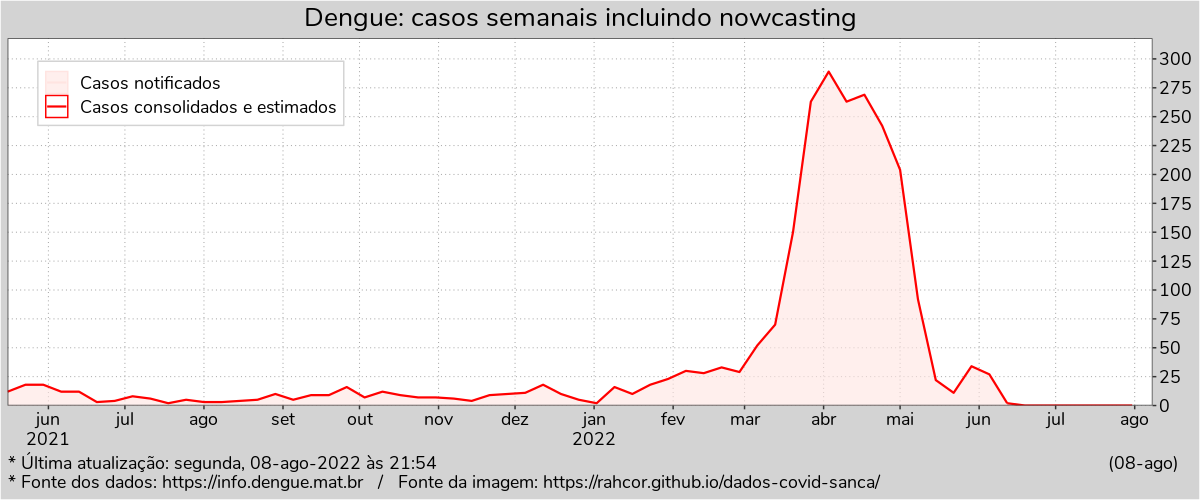 Dengue: casos semanais incluindo nowcasting
Casos notificados
Casos consolidados e estimados
300
275
250
225
200
175
150
125
100
75
50
25
0
jun jul ago set out nov dez jan fev mar abr mai jun jul ago
2021 2022
* Última atualização: segunda, 08-ago-2022 às 21:54 (08-ago)
* Fonte dos dados: https://info.dengue.mat.br / Fonte da imagem: https://rahcor.github.io/dados-covid-sanca/